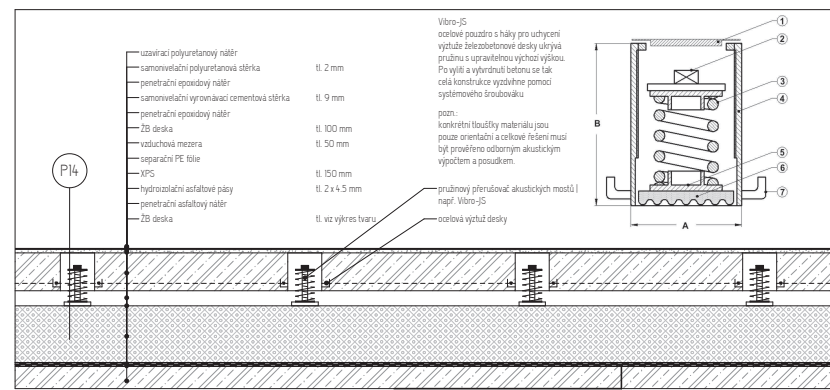 P14
uzavírací polyuretanový nátěr
samonivelační polyuretanová stěrka tl. 2 mm
penetrační epoxidový nátěr
samonivelační vyrovnávací cementová stěrka tl. 9 mm
penetrační epoxidový nátěr
ŽB deska tl. 100 mm
vzduchová mezera tl. 50 mm
separační PE fólie
XPS tl. 150 mm
hydroizolační asfaltové pásy tl. 2 x 4.5 mm
penetrační asfaltový nátěr
ŽB deska tl. viz výkres tvaru
Vibro-JS
ocelové pouzdro s háky pro uchycení
výztuže železobetonové desky ukrývá
pružinu s upravitelnou výchozí výškou.
Po vylití a vytvrdnutí betonu se tak
celá konstrukce vyzdvihne pomocí
systémového šroubováku
pozn.:
konkrétní tloušťky materiálu jsou
pouze orientační a celkové řešení musí
být prověřeno odborným akustickým
výpočtem a posudkem.
pružinový přerušovač akustických mostů |
např. Vibro-JS
ocelová výztuž desky
1
2
3
4
5
6
7
B
A